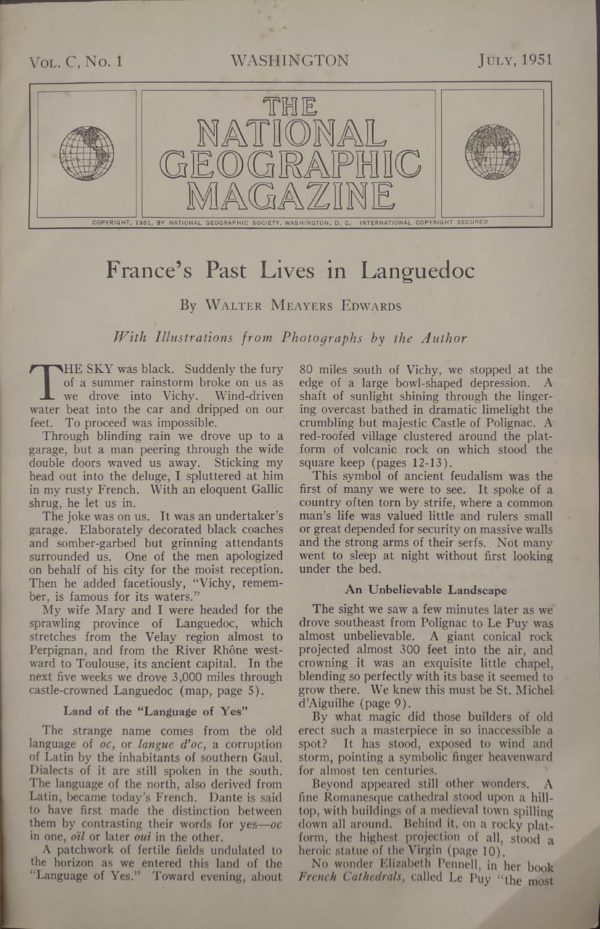 VOL. C, NO. 1 WASHINGTON JULY, 1951
THE
NATIONAL
GEOGRAPHIC
MAGAZINE
COPYRIGHT, 1951, BY NATIONAL GEOGRAPHIC SOCIETY, WASHINGTON, D. C. INTERNATIONAL COPYRIGHT SECURED
France's Past Lives in Languedoc
BY WALTER MEAYERS EDWARDS
With Illustrations from Photographs by the Author
THE SKY was black. Suddenly the fury
of a summer rainstorm broke on us as
we drove into Vichy. Wind-driven
water beat into the car and dripped on our
feet. To proceed was impossible.
Through blinding rain we drove up to a
garage, but a man peering through the wide
double doors waved us away. Sticking my
head out into the deluge, I spluttered at him
in my rusty French. With an eloquent Gallic
shrug, he let us in.
The joke was on us. It was an undertaker's
garage. Elaborately decorated black coaches
and somber-garbed but grinning attendants
surrounded us. One of the men apologized
on behalf of his city for the moist reception.
Then he added facetiously, "Vichy, remem-
ber, is famous for its waters."
My wife Mary and I were headed for the
sprawling province of Languedoc, which
stretches from the Velay region almost to
Perpignan, and from the River Rhône west-
ward to Toulouse, its ancient capital. In the
next five weeks we drove 3,000 miles through
castle-crowned Languedoc (map, page 5).
Land of the "Language of Yes"
The strange name comes from the old
language of oc, or langue d'oc, a corruption
of Latin by the inhabitants of southern Gaul.
Dialects of it are still spoken in the south.
The language of the north, also derived from
Latin, became today's French. Dante is said
to have first made the distinction between
them by contrasting their words for yes—oc
in one, oïl or later oui in the other.
A patchwork of fertile fields undulated to
the horizon as we entered this land of the
"Language of Yes." Toward evening, about
80 miles south of Vichy, we stopped at the
edge of a large bowl-shaped depression. A
shaft of sunlight shining through the linger-
ing overcast bathed in dramatic limelight the
crumbling but majestic Castle of Polignac. A
red-roofed village clustered around the plat-
form of volcanic rock on which stood the
square keep (pages 12-13).
This symbol of ancient feudalism was the
first of many we were to see. It spoke of a
country often torn by strife, where a common
man's life was valued little and rulers small
or great depended for security on massive walls
and the strong arms of their serfs. Not many
went to sleep at night without first looking
under the bed.
An Unbelievable Landscape
The sight we saw a few minutes later as we
drove southeast from Polignac to Le Puy was
almost unbelievable. A giant conical rock
projected almost 300 feet into the air, and
crowning it was an exquisite little chapel,
blending so perfectly with its base it seemed to
grow there. We knew this must be St. Michel
d'Aiguilhe (page 9).
By what magic did those builders of old
erect such a masterpiece in so inaccessible a
spot? It has stood, exposed to wind and
storm, pointing a symbolic finger heavenward
for almost ten centuries.
Beyond appeared still other wonders. A
fine Romanesque cathedral stood upon a hill-
top, with buildings of a medieval town spilling
down all around. Behind it, on a rocky plat-
form, the highest projection of all, stood a
heroic statue of the Virgin (page 10).
No wonder Elizabeth Pennell, in her book
French Cathedrals, called Le Puy "the most